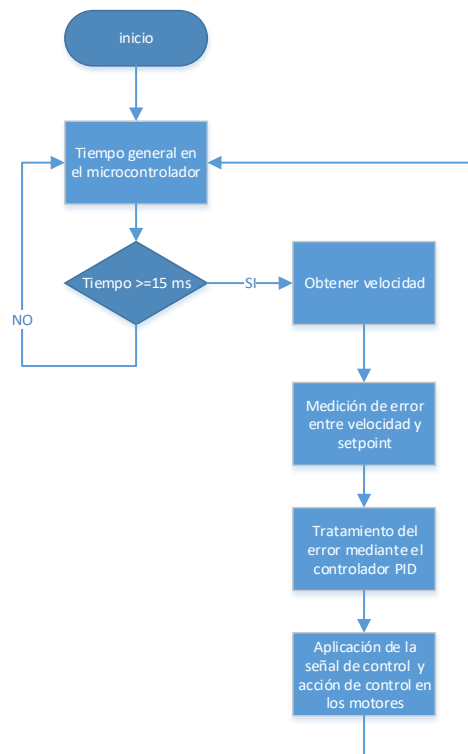 inicio
Tiempo general en
el microcontrolador
Tiempo >=15 ms
SI
Obtener velocidad
NO
Medición de error
entre velocidad y
setpoint
Tratamiento del
error mediante el
controlador PID
Aplicación de la
señal de control y
acción de control en
los motores